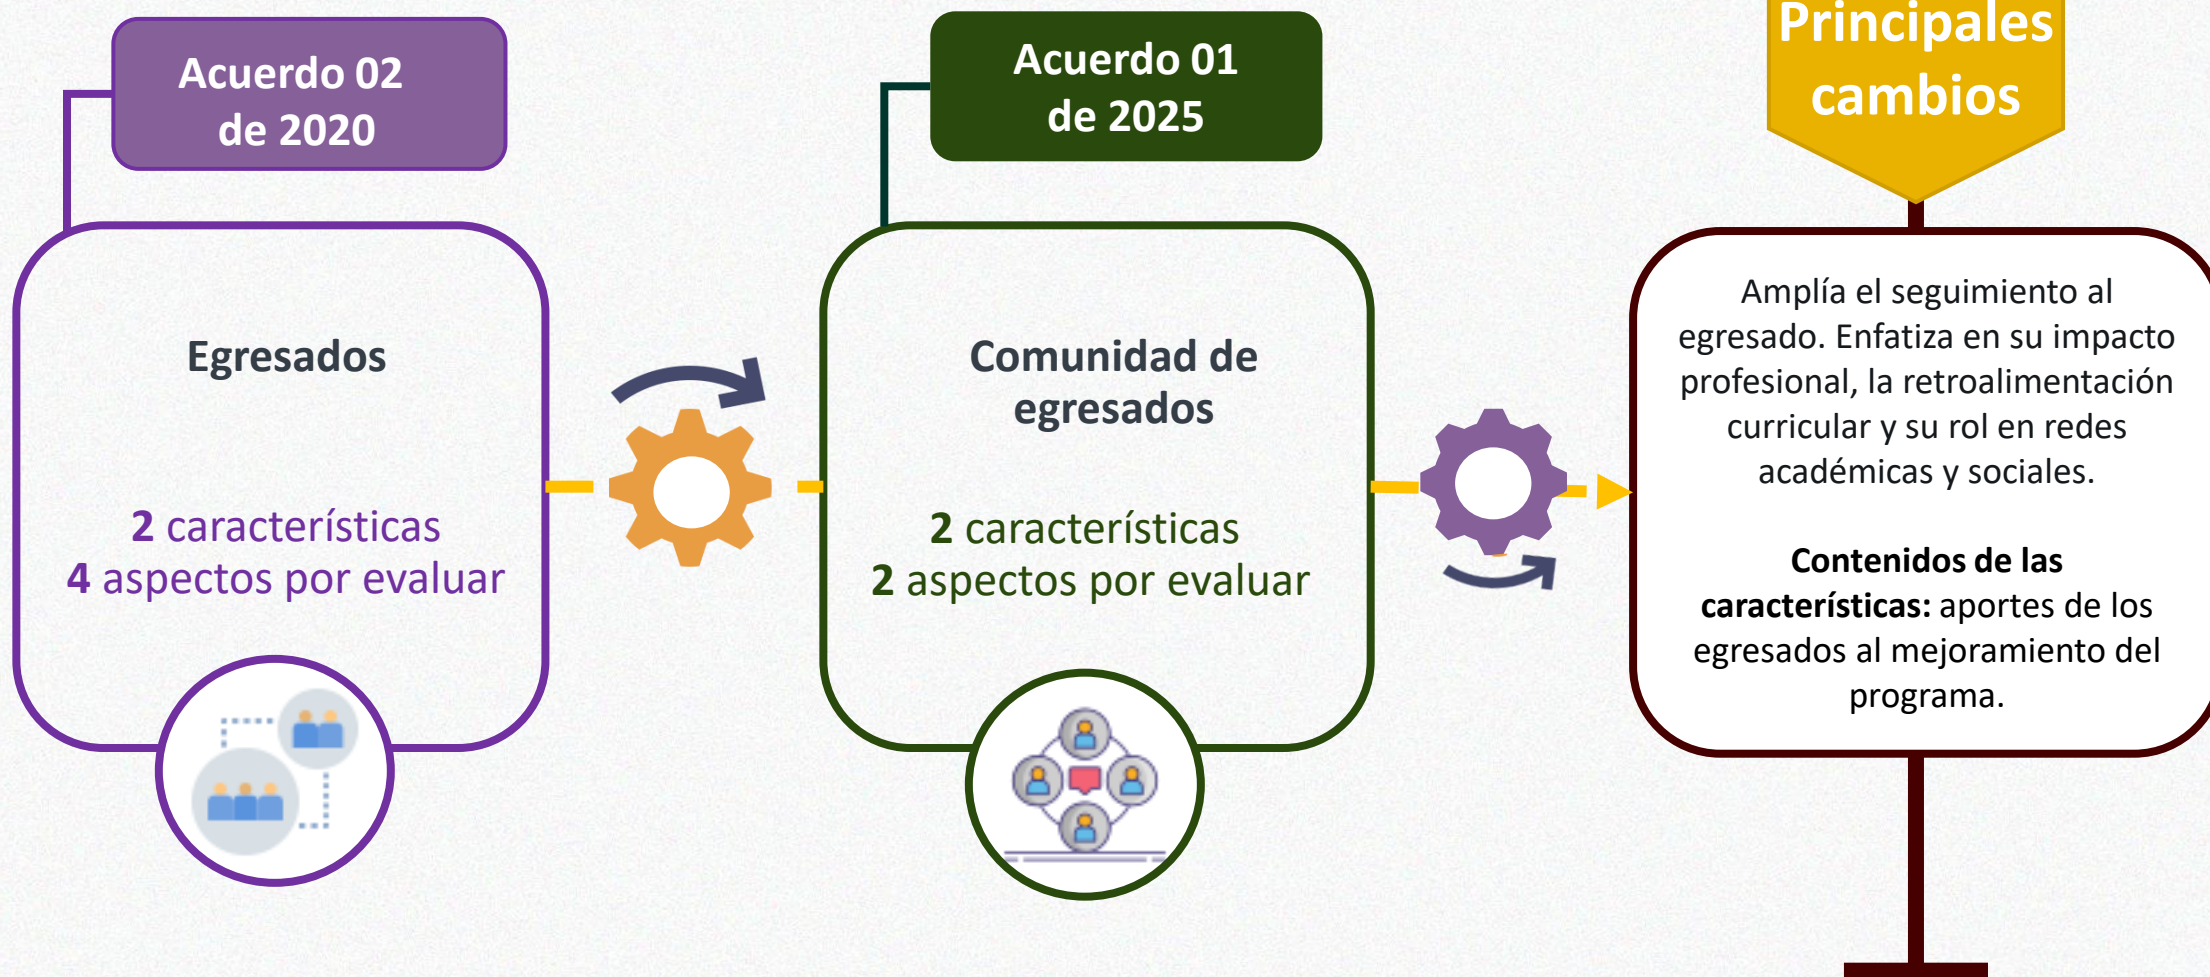 Acuerdo 02
de 2020
Egresados
2 características
4 aspectos por evaluar
Acuerdo 01
de 2025
Comunidad de
egresados
2 características
2 aspectos por evaluar
Principales
cambios
Amplía el seguimiento al
egresado. Enfatiza en su impacto
profesional, la retroalimentación
curricular y su rol en redes
académicas y sociales.
Contenidos de las
características: aportes de los
egresados al mejoramiento del
programa.